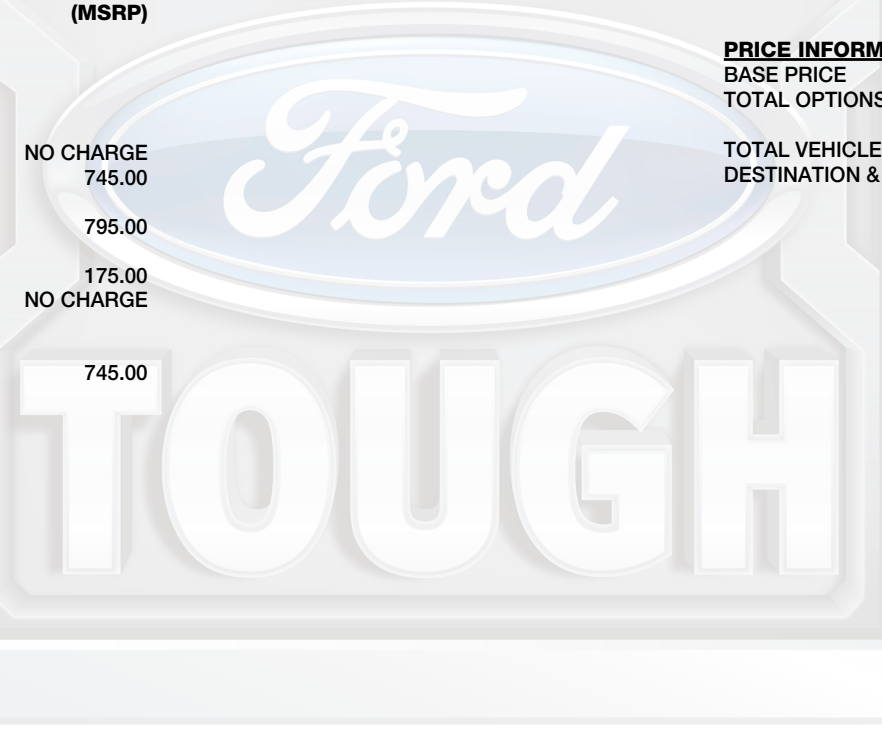 (MSRP)
NO CHARGE
745.00
795.00
175.00
NO CHARGE
745.00
PRICE INFORM
BASE PRICE
TOTAL OPTIONS
TOTAL VEHICLE
DESTINATION &
Ford
TOUGH